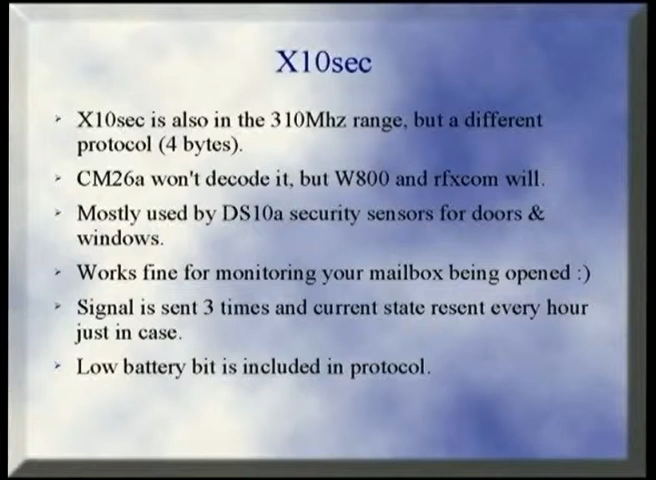 X10sec
X10sec is also in the 310Mhz range, but a different
protocol (4 bytes).
CM26a won't decode it, but W800 and rfxcom will.
Mostly used by DS10a security sensors for doors &
windows.
Works fine for monitoring your mailbox being opened :)
Signal is sent 3 times and current state resent every hour
just in case.
Low battery bit is included in protocol.